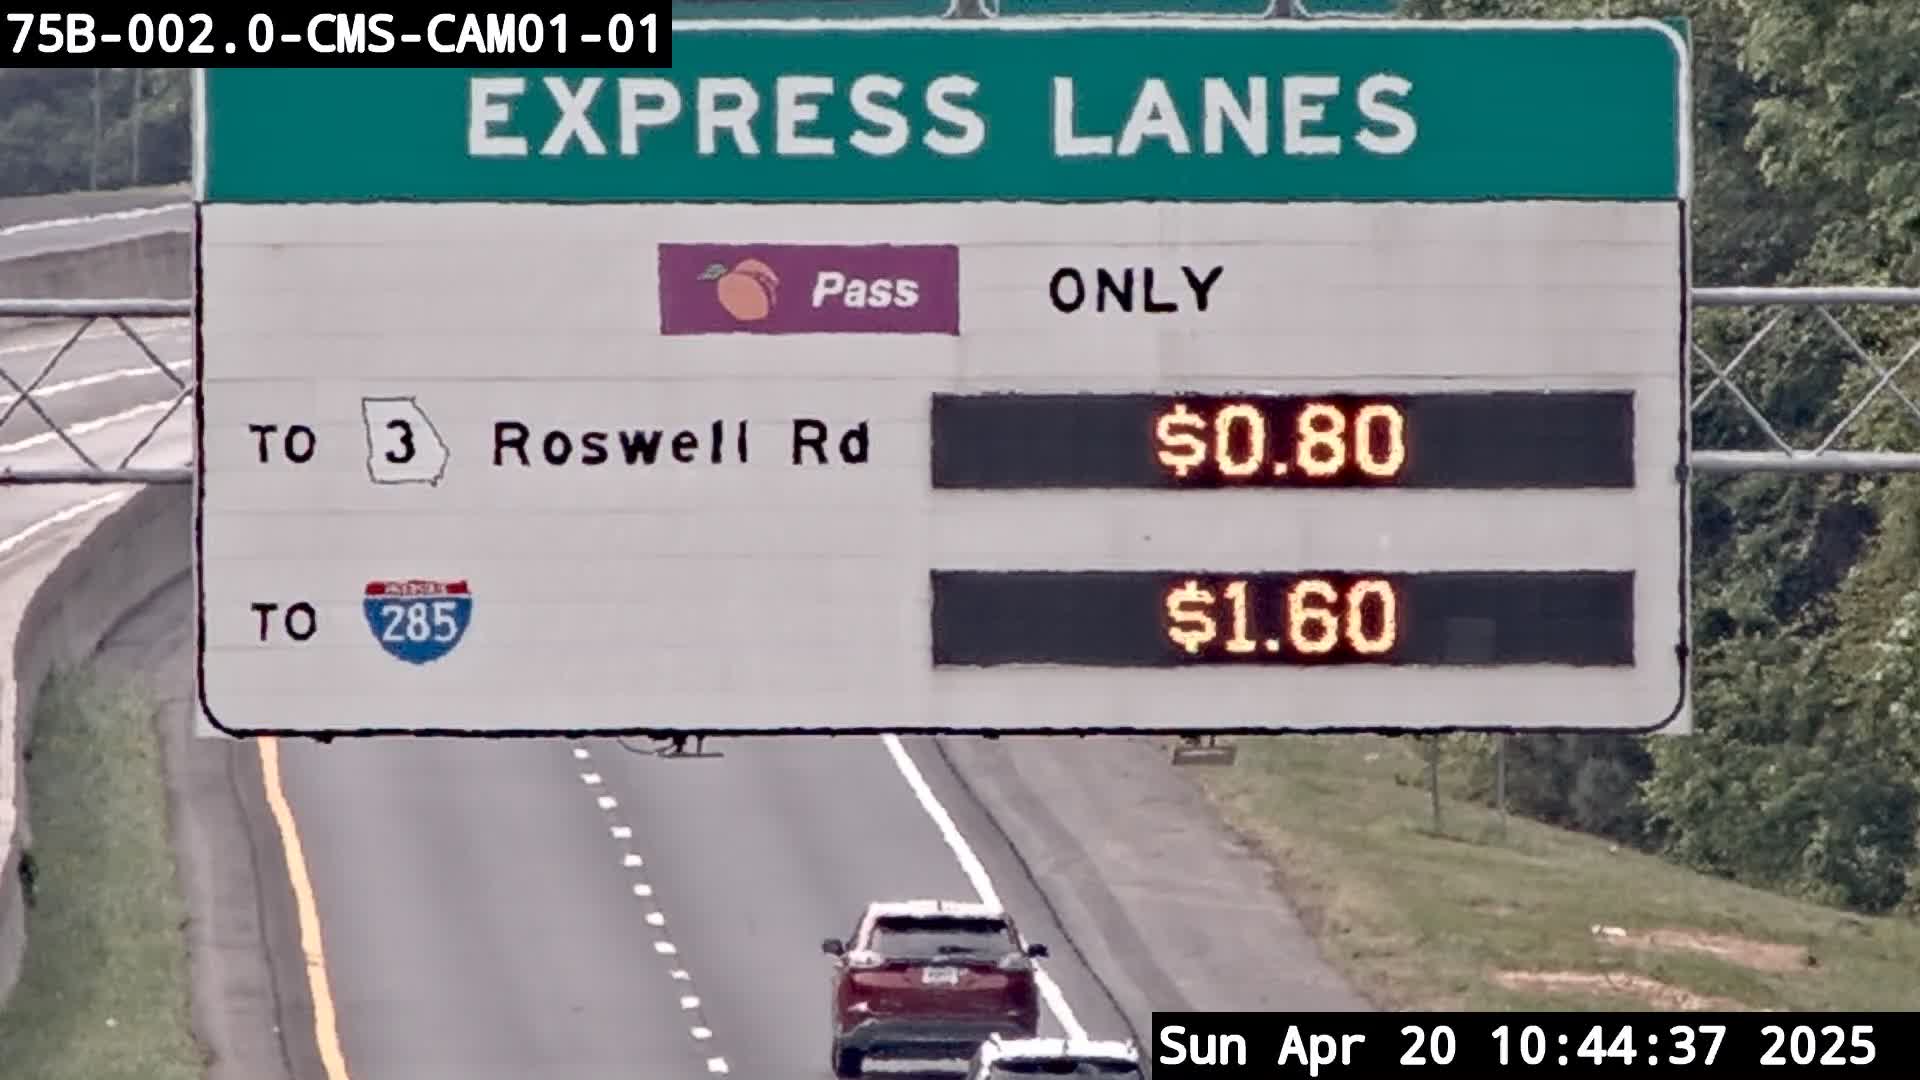 75B-002.0-CMS-CAM01-01
EXPRESS LANES
Pass ONLY
TO 3 Roswell Rd $0.80
INTERSTATE
TO 285 $1.60
Sun Apr 20 10:44:37 2025